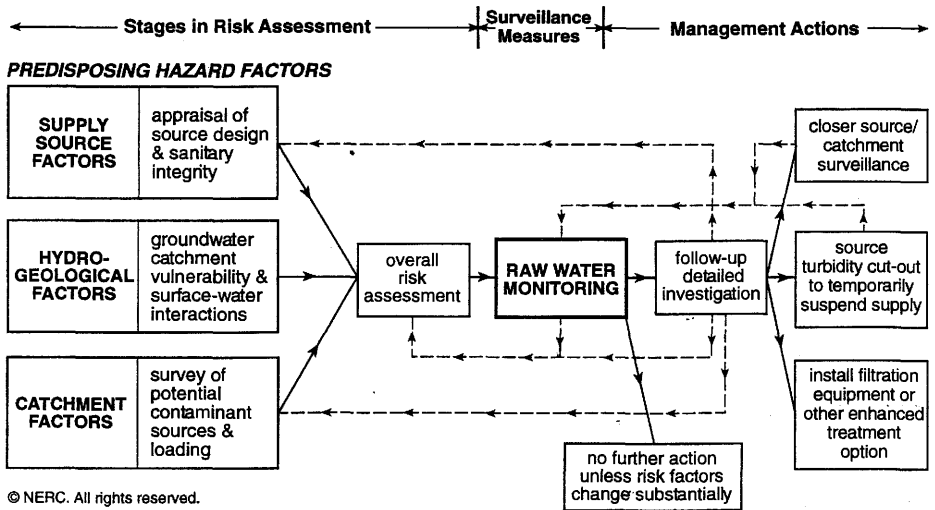 Stages in Risk Assessment
Surveillance
Measures
Management Actions
PREDISPOSING HAZARD FACTORS
SUPPLY
SOURCE
FACTORS
appraisal of
source design
& sanitary
integrity
closer source/
catchment
surveillance
HYDRO-
GEOLOGICAL
FACTORS
groundwater
catchment
vulnerability &
surface-water
interactions
overall
risk
assessment
RAW WATER
MONITORING
follow-up
detailed
investigation
source
turbidity cut-out
to temporarily
suspend supply
CATCHMENT
FACTORS
survey of
potential
contaminant
sources &
loading
install filtration
equipment or
other enhanced
treatment
option
no further action
unless risk factors
change substantially
© NERC. All rights reserved.